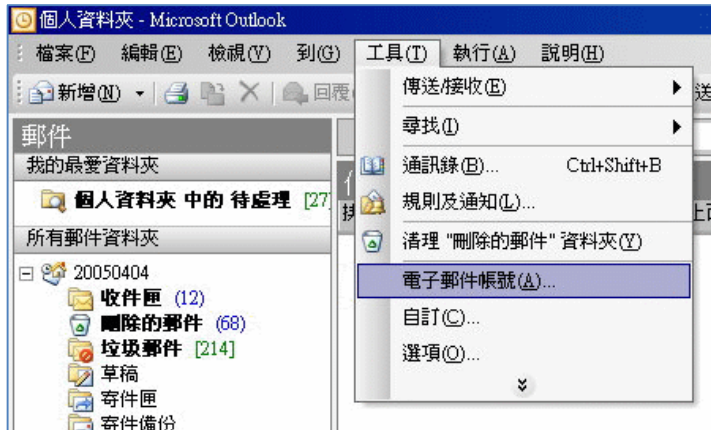 個人資料夾 - Microsoft Outlook
檔案(F) 編輯(E) 檢視(V) 到(G) 工具(T) 執行(A) 說明(H)
新增(N) 回覆 送
郵件
我的最愛資料夾
個人資料夾 中的 待處理 [27
所有郵件資料夾
20050404
收件匣 (12)
刪除的郵件 (68)
垃圾郵件 [214]
草稿
寄件匣
寄件備份
傳送/接收(E)
尋找(I)
通訊錄(B)... Ctrl+Shift+B
規則及通知(L)...
清理 "刪除的郵件" 資料夾(Y)
電子郵件帳號(A)...
自訂(C)...
選項(O)...